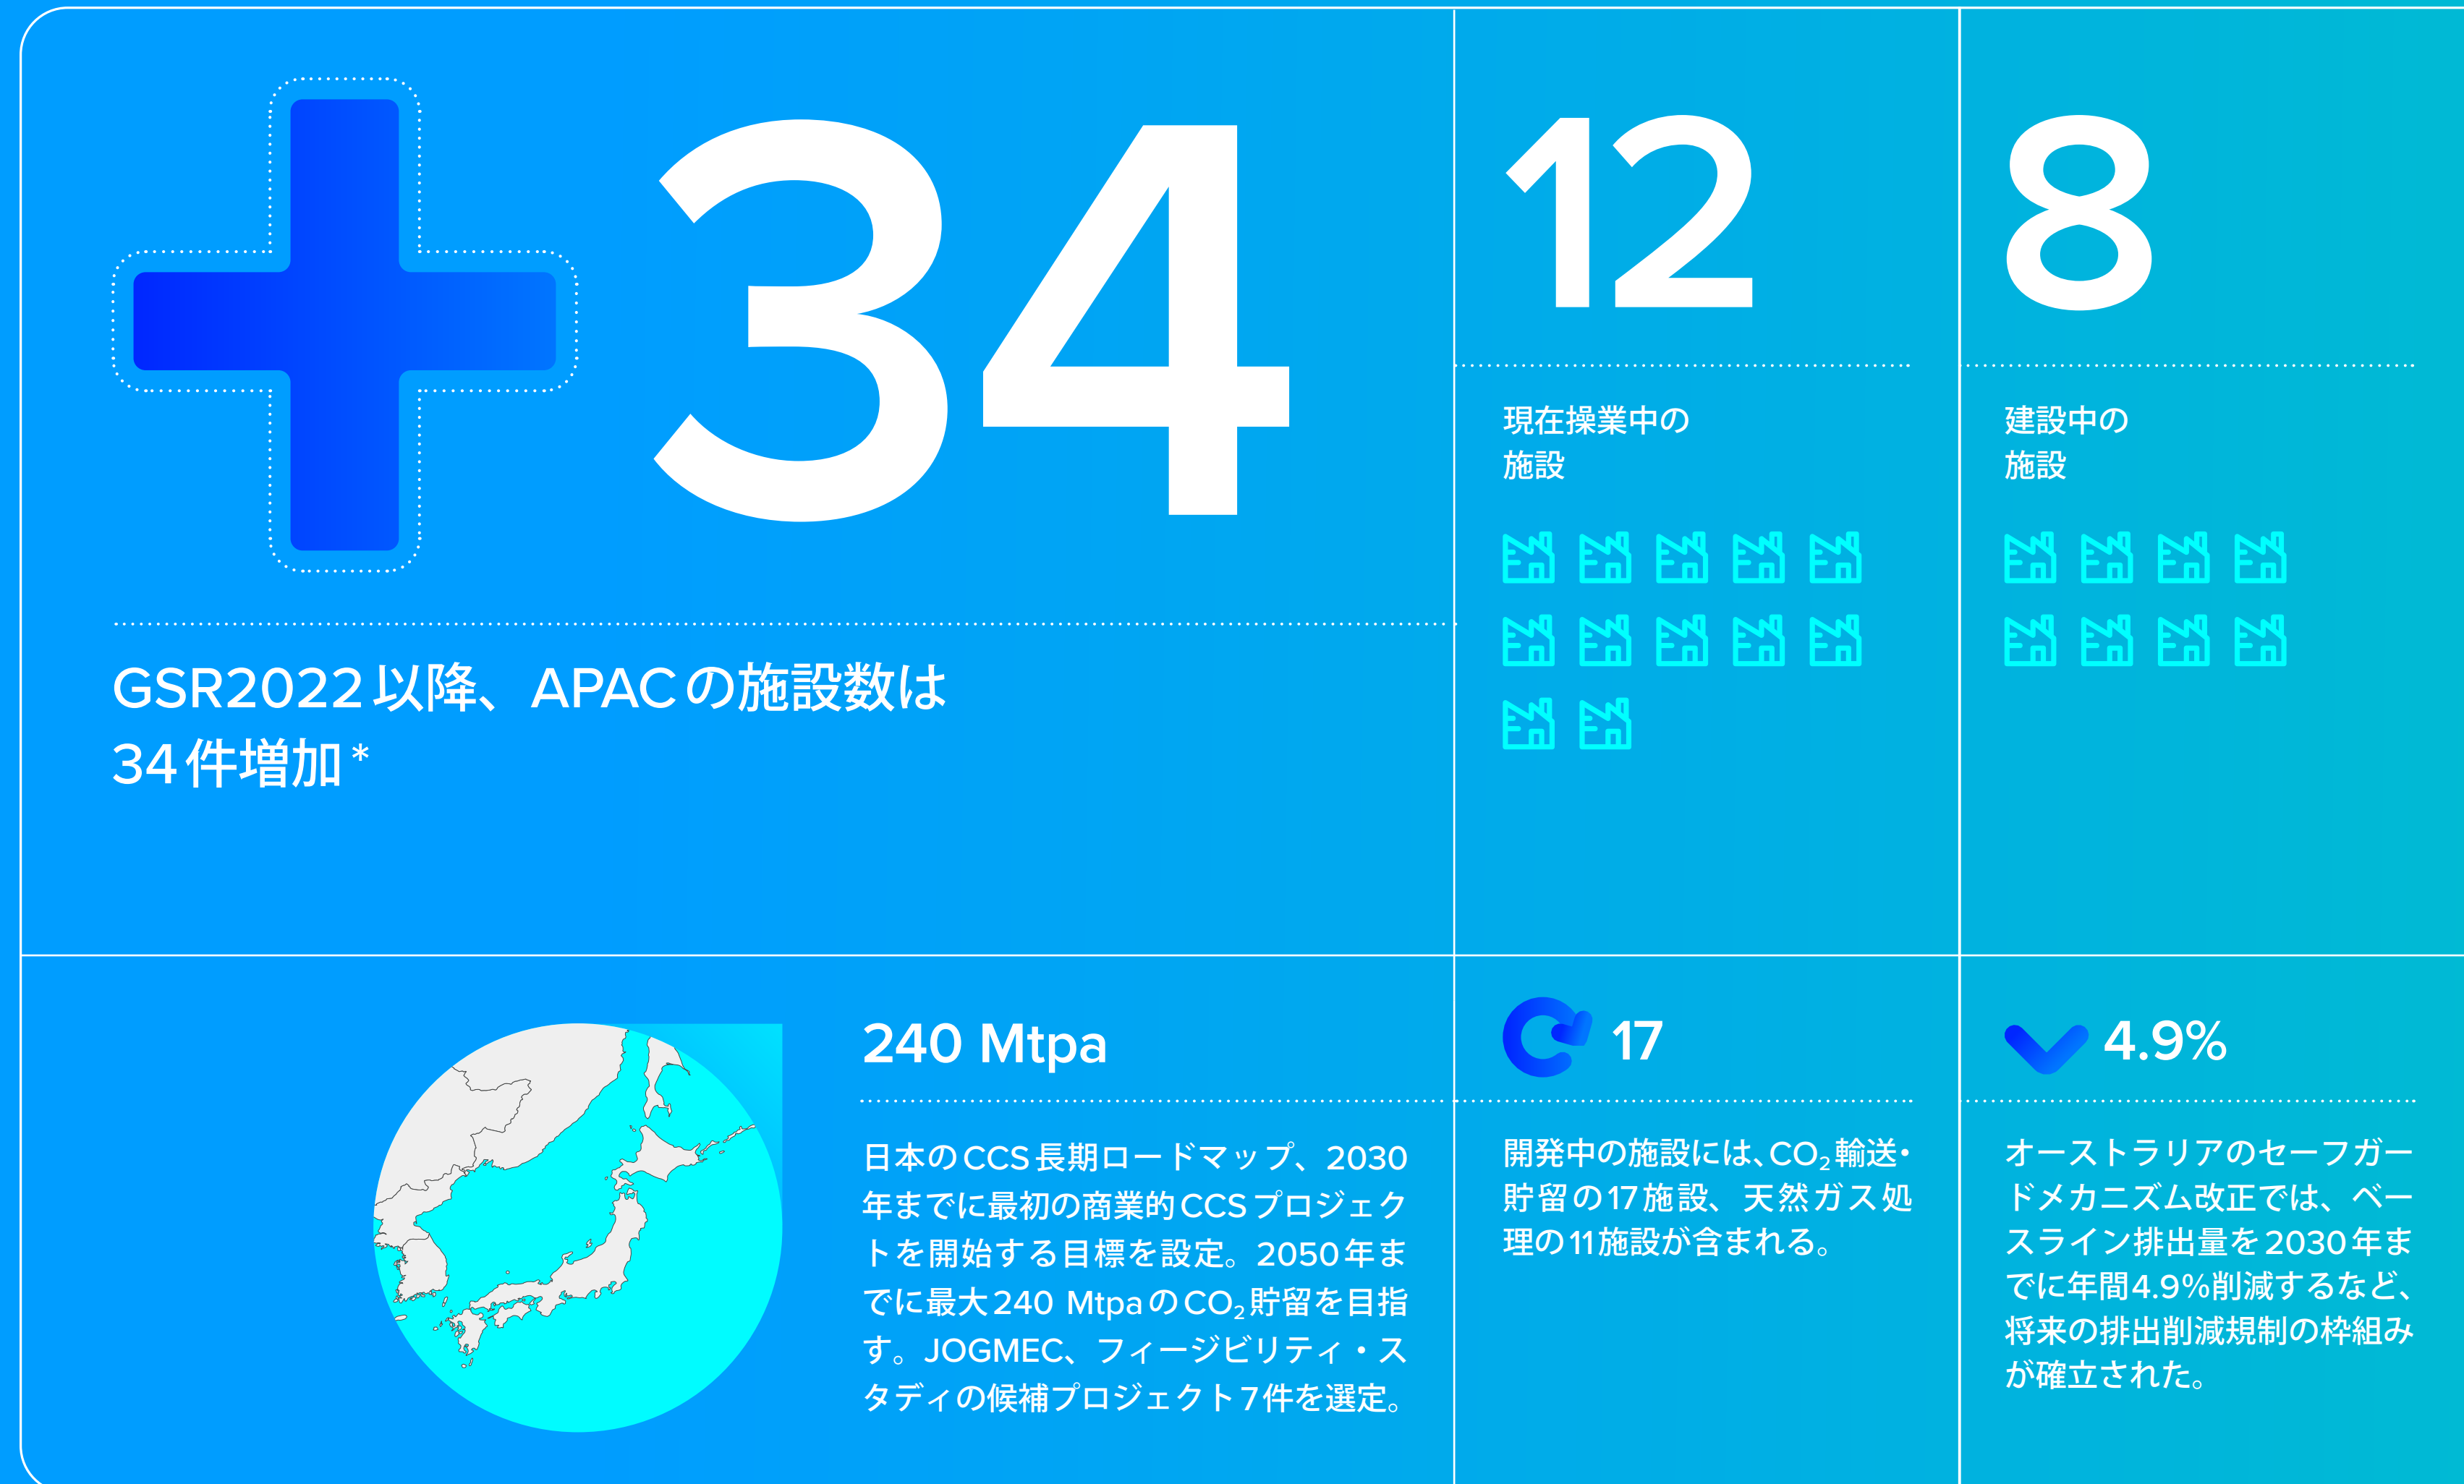 34
GSR2022以降、APACの施設数は
34件増加*
12
現在操業中の
施設
8
建設中の
施設
240 Mtpa
日本のCCS長期ロードマップ、2030
年までに最初の商業的CCSプロジェク
トを開始する目標を設定。2050年ま
でに最大240 MtpaのCO₂貯留を目指
す。JOGMEC、フィージビリティ・ス
タディの候補プロジェクト7件を選定。
17
開発中の施設には、CO₂輸送・
貯留の17施設、天然ガス処
理の11施設が含まれる。
4.9%
オーストラリアのセーフガー
ドメカニズム改正では、ベー
スライン排出量を2030年ま
でに年間4.9%削減するなど、
将来の排出削減規制の枠組み
が確立された。